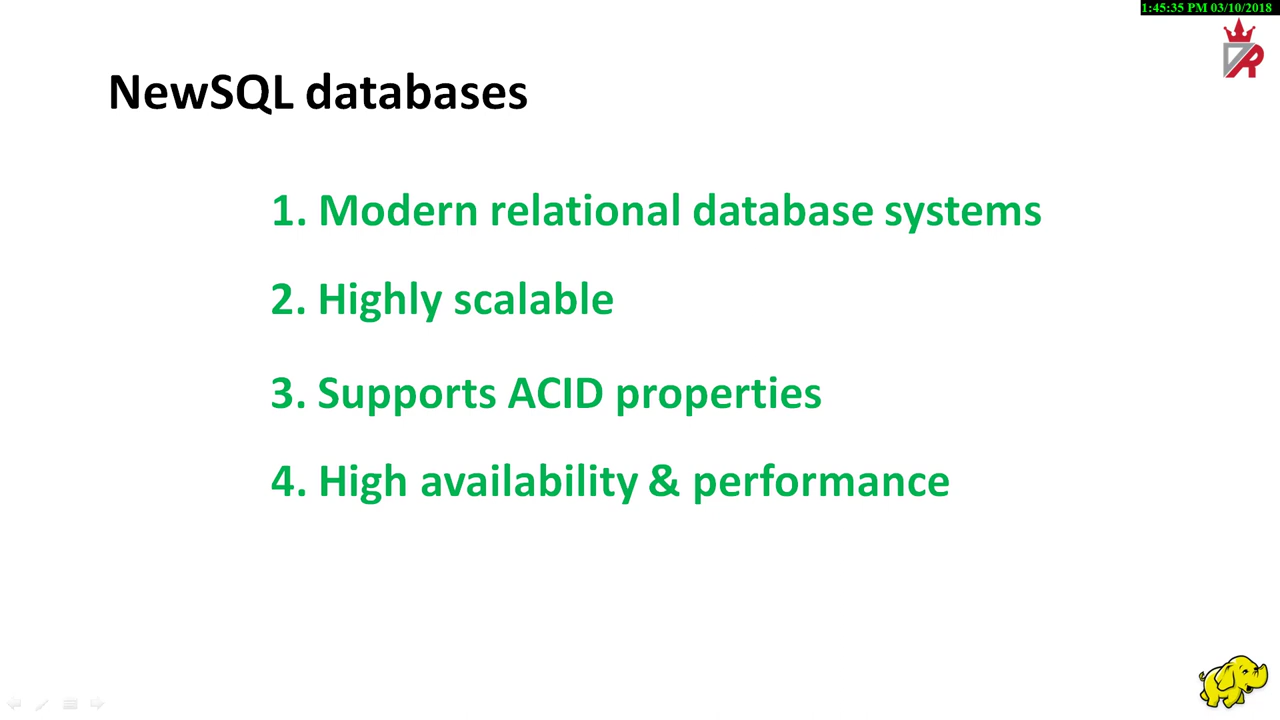 1:45:35 PM 03/10/2018
NewSQL databases
1. Modern relational database systems
2. Highly scalable
3. Supports ACID properties
4. High availability & performance